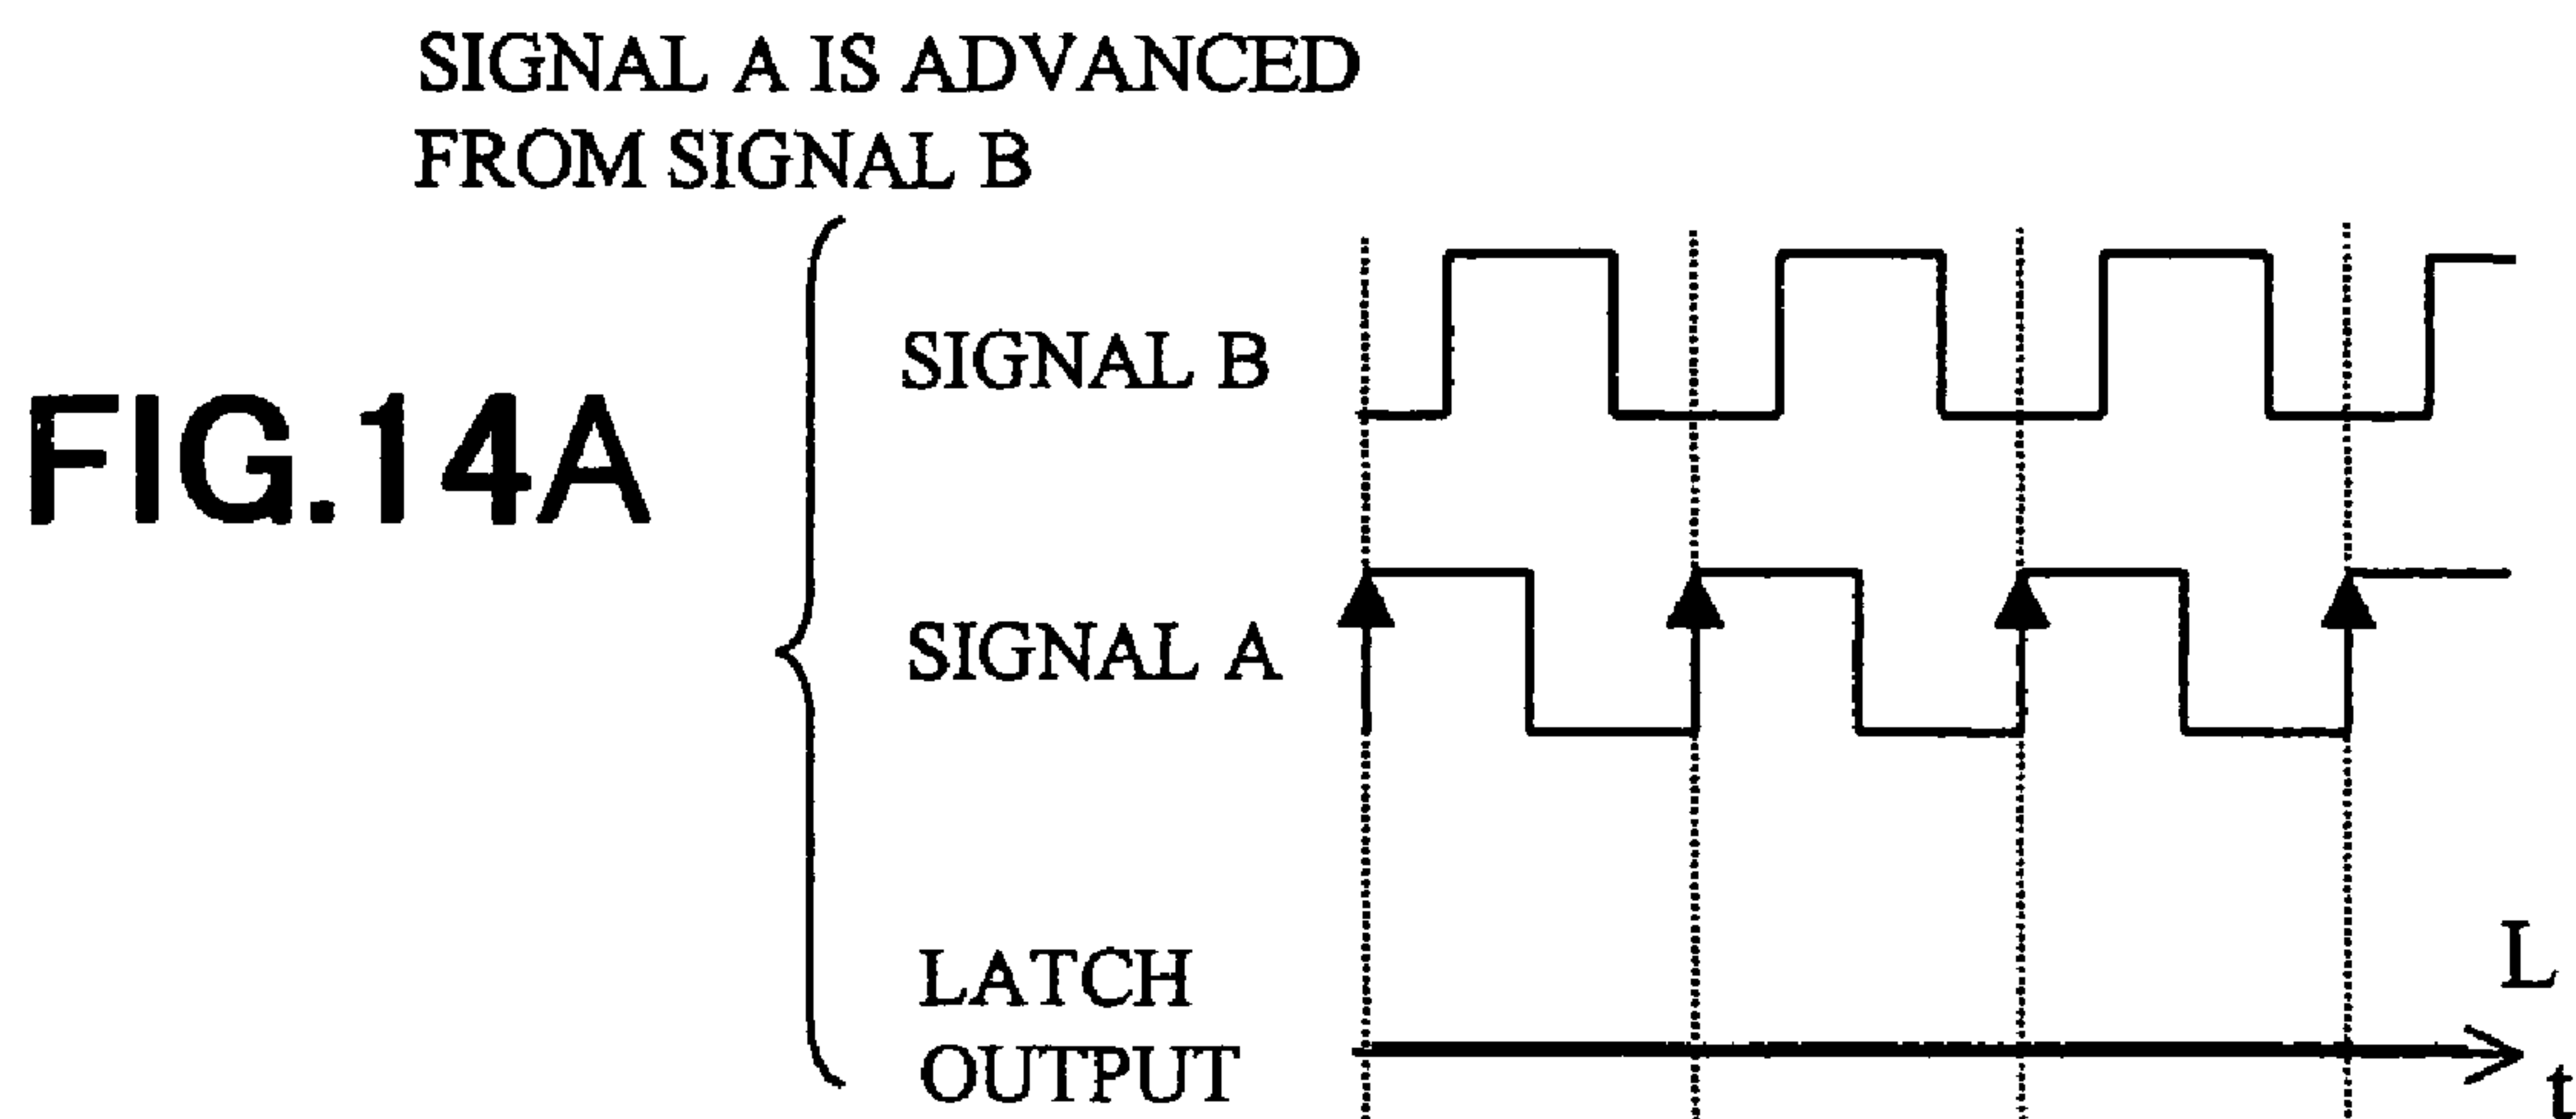 SIGNAL A IS ADVANCED
FROM SIGNAL B
FIG.14A
SIGNAL B
SIGNAL A
LATCH
OUTPUT
L
t